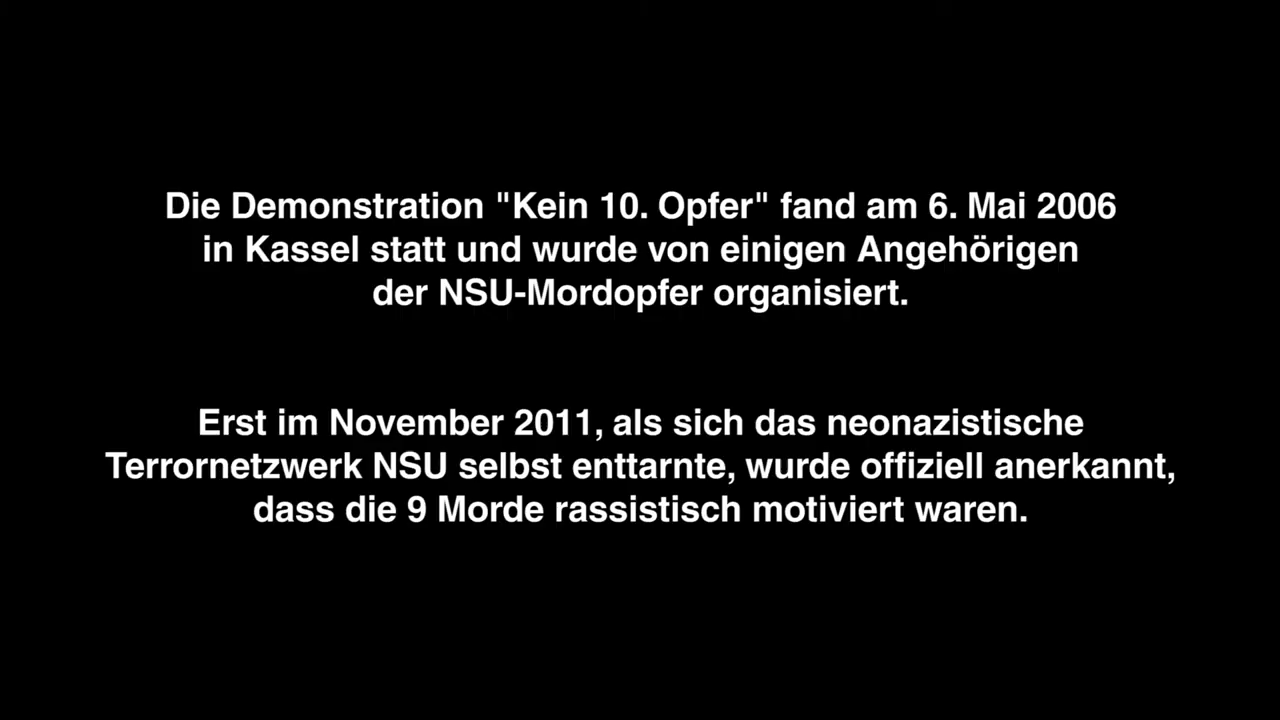 Die Demonstration "Kein 10. Opfer" fand am 6. Mai 2006
in Kassel statt und wurde von einigen Angehörigen
der NSU-Mordopfer organisiert.
Erst im November 2011, als sich das neonazistische
Terrornetzwerk NSU selbst enttarnte, wurde offiziell anerkannt,
dass die 9 Morde rassistisch motiviert waren.